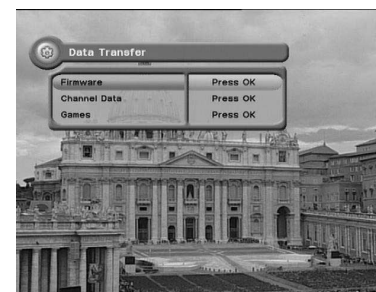 Data Transfer
Firmware Press OK
Channel Data Press OK
Games Press OK